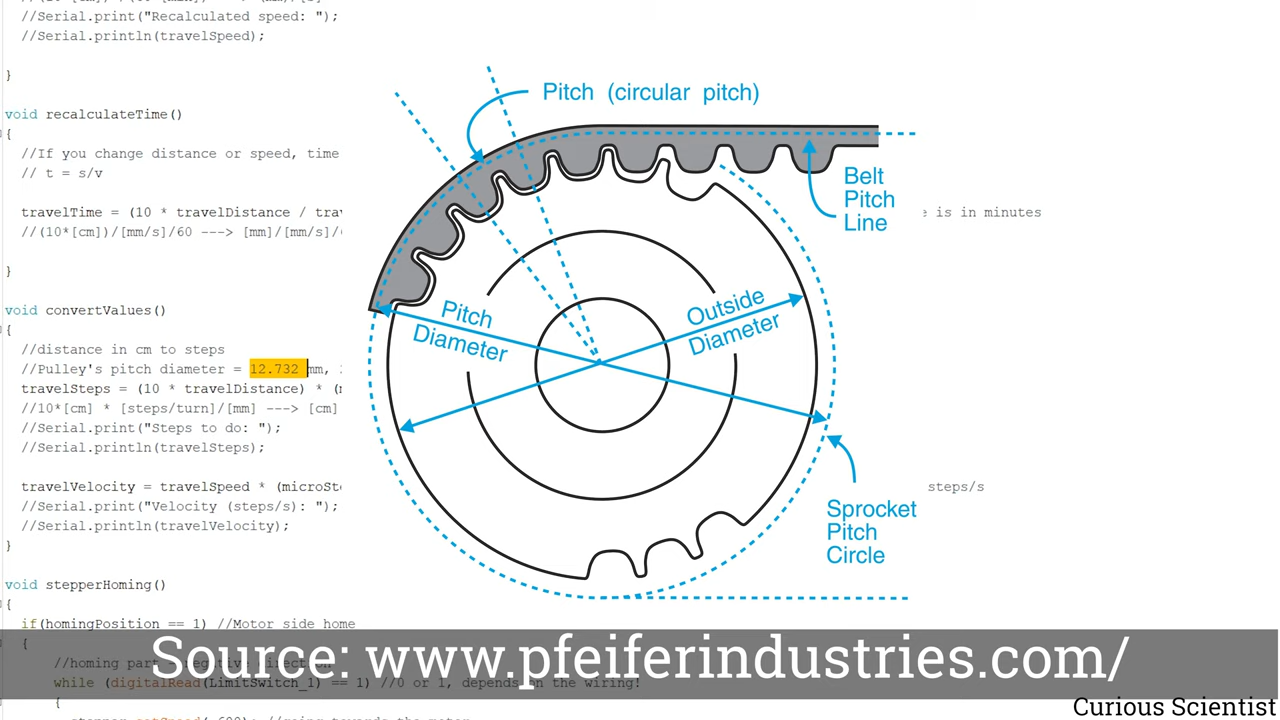 //Serial.print("Recalculated speed: ");
//Serial.println(travelSpeed);
}
void recalculateTime()
{
//If you change distance or speed, time
// t = s/v
travelTime = (10 * travelDistance /
e is in minutes
//(10*[cm])/[mm/s]/60 ---> [mm]/[mm/s]/
}
void convertValues()
{
//distance in cm to steps
//Pulley's pitch diameter = 12.732 mm,
travelSteps = (10 * travelDistance) * (
//10*[cm] * [steps/turn]/[mm] ---> [cm]
//Serial.print("Steps to do: ");
//Serial.println(travelSteps);
travelVelocity = travelSpeed * (microSt
steps/s
//Serial.print("Velocity (steps/s): ");
//Serial.println(travelVelocity);
}
void stepperHoming()
{
if(homingPosition == 1) //Motor side home
{
//homing part - negative direction
while (digitalRead(LimitSwitch_1) == 1) //0 or 1, depends on the wiring!
{
Pitch (circular pitch)
Belt
Pitch
Line
Pitch
Diameter
Outside
Diameter
Sprocket
Pitch
Circle
Source: www.pfeiferindustries.com/
Curious Scientist